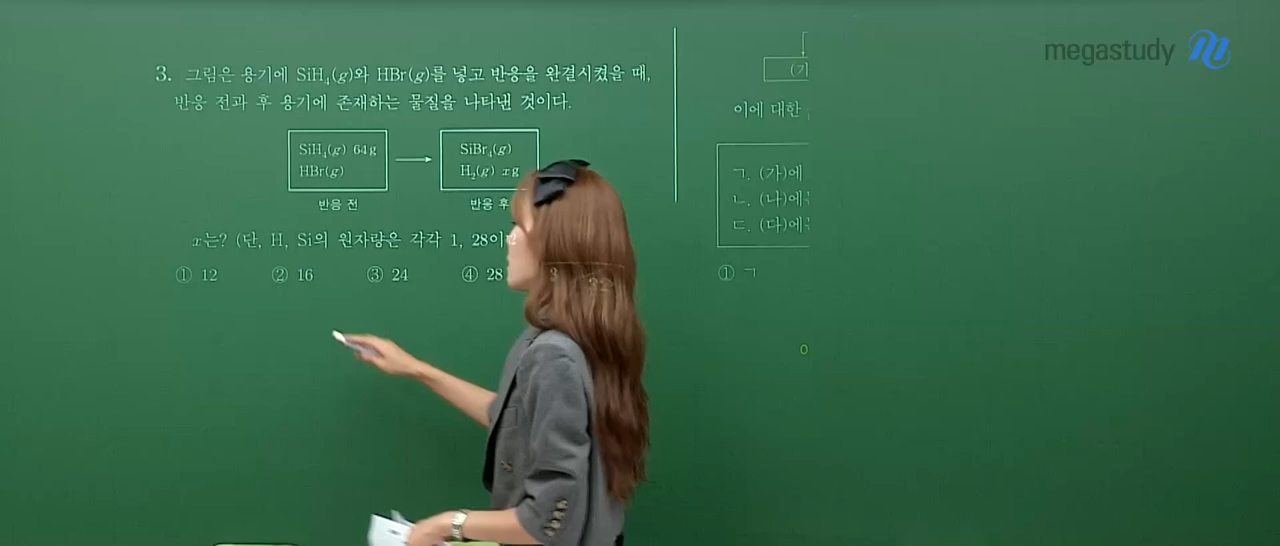 megastudy
3. 그림은 용기에 SiH₄(g)와 HBr(g)를 넣고 반응을 완결시켰을 때,
반응 전과 후 용기에 존재하는 물질을 나타낸 것이다.
SiH₄(g) 64g
HBr(g)
반응 전
SiBr₄(g)
H₂(g) xg
반응 후
x는? (단, H, Si의 원자량은 각각 1, 28이
① 12 ② 16 ③ 24 ④ 28
(가
이에 대한
ㄱ. (가)에
ㄴ. (나)에
ㄷ. (다)에
① ㄱ